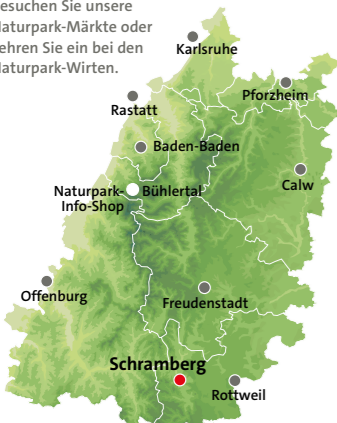 esuchen Sie unsere
aturpark-Märkte oder
ehren Sie ein bei den
aturpark-Wirten.
Karlsruhe
Pforzheim
Rastatt
Baden-Baden
Calw
Naturpark-
Info-Shop
Bühlertal
Offenburg
Freudenstadt
Schramberg
Rottweil